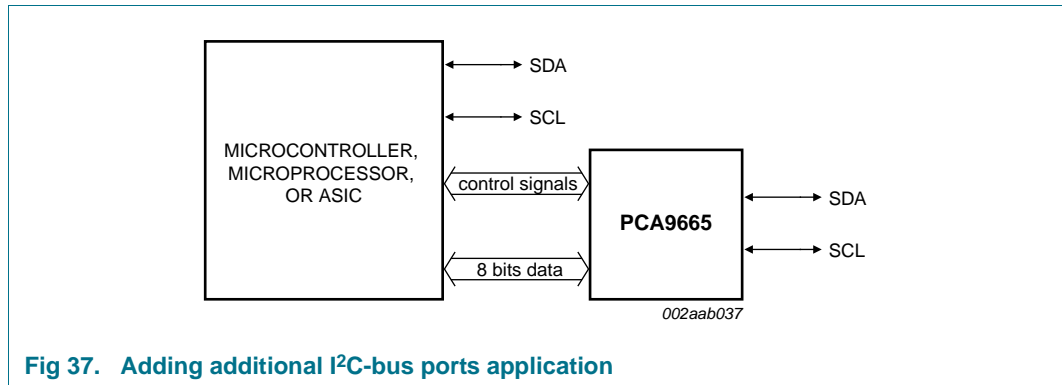 SDA
SCL
MICROCONTROLLER,
MICROPROCESSOR,
OR ASIC
control signals
8 bits data
PCA9665
SDA
SCL
002aab037
Fig 37. Adding additional I²C-bus ports application